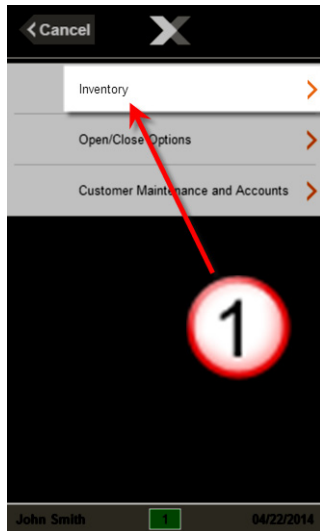 Cancel
Inventory
Open/Close Options
Customer Maintenance and Accounts
1
John Smith 1 04/22/2014